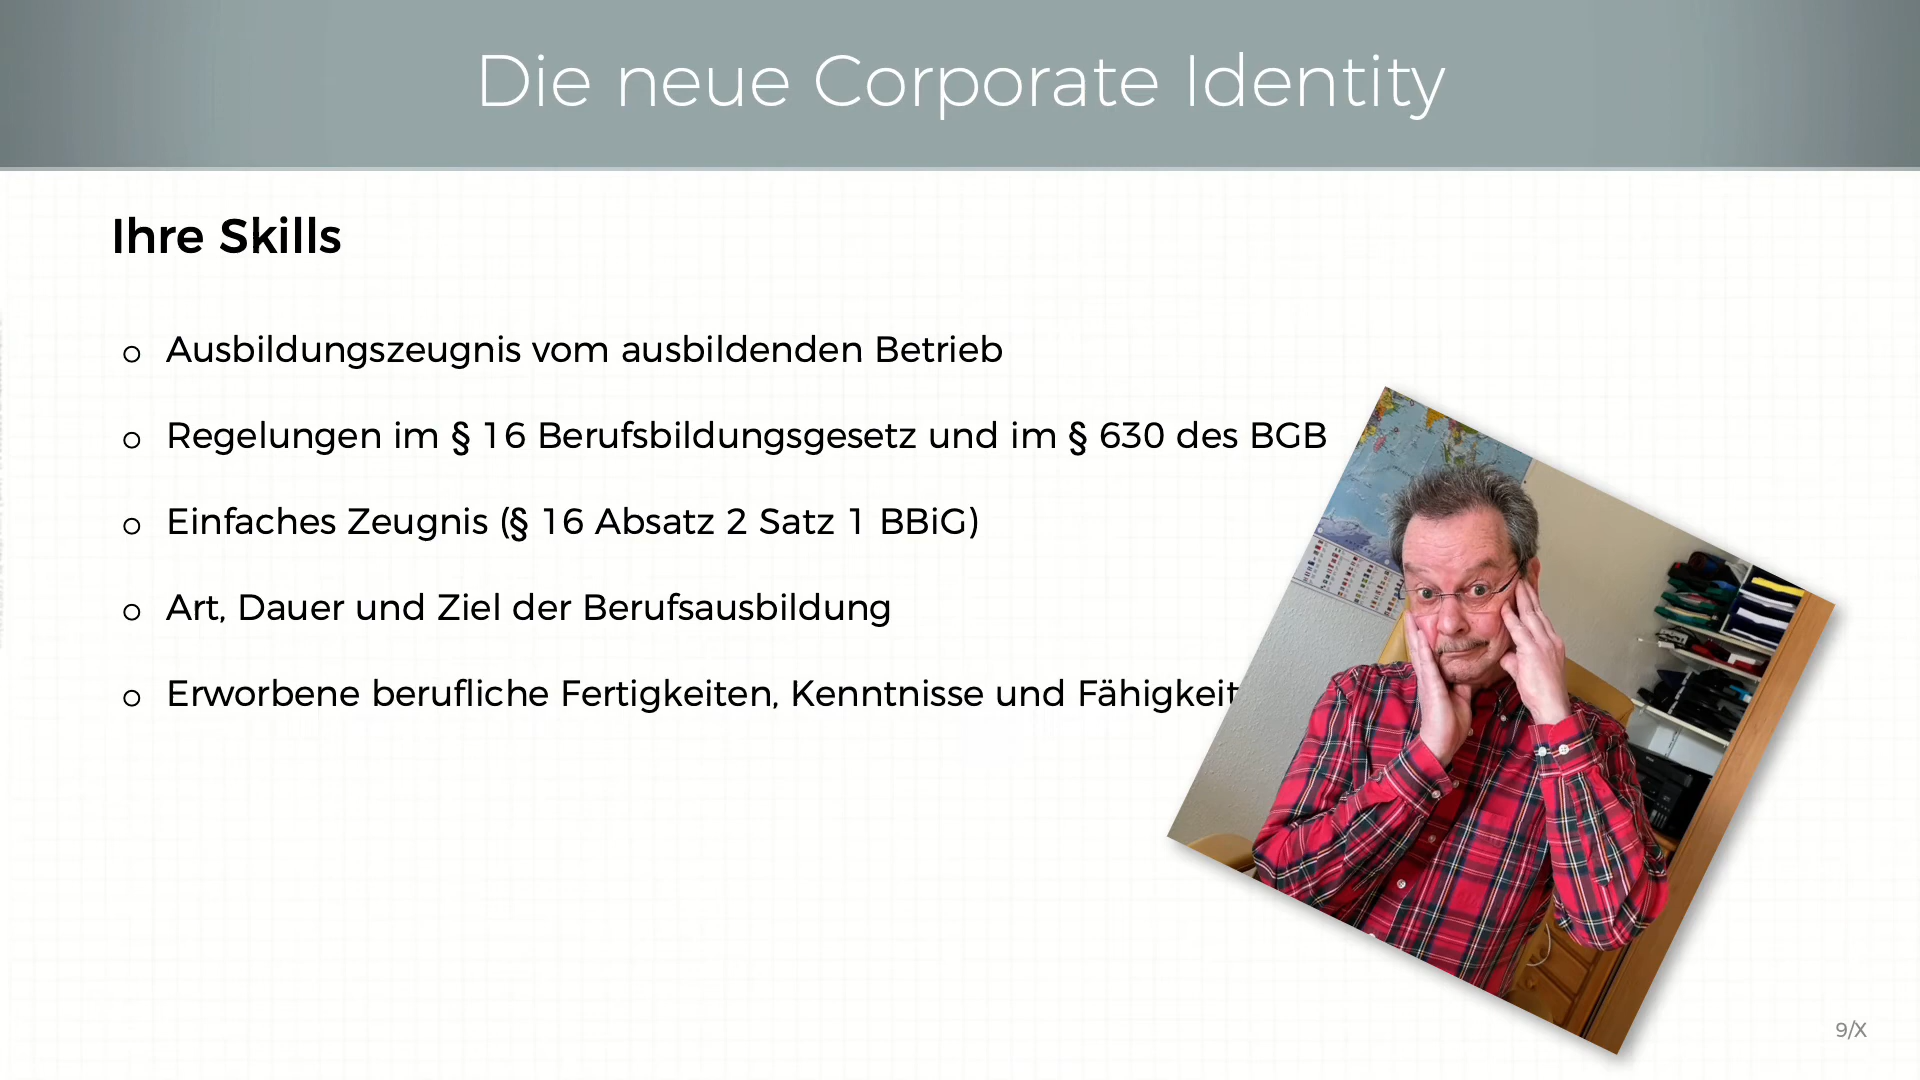 Die neue Corporate Identity
Ihre Skills
Ausbildungszeugnis vom ausbildenden Betrieb
Regelungen im § 16 Berufsbildungsgesetz und im § 630 des BGB
Einfaches Zeugnis (§ 16 Absatz 2 Satz 1 BBiG)
Art, Dauer und Ziel der Berufsausbildung
Erworbene berufliche Fertigkeiten, Kenntnisse und Fähigkeit
9/X